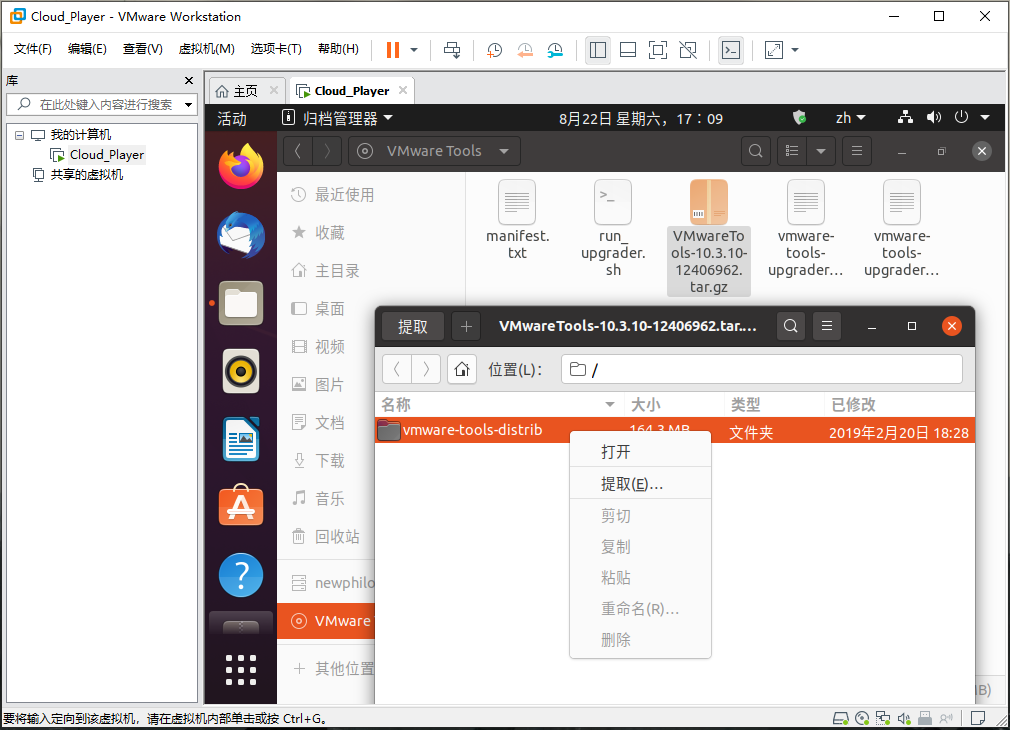 Cloud_Player - VMware Workstation
文件(F) 编辑(E) 查看(V) 虚拟机(M) 选项卡(T) 帮助(H)
库
在此处键入内容进行搜索
我的计算机
Cloud_Player
共享的虚拟机
主页
Cloud_Player
活动
归档管理器
8月22日 星期六，17：09
zh
VMware Tools
最近使用
收藏
主目录
桌面
视频
图片
文档
下载
音乐
回收站
newphilo
VMware
其他位置
manifest.
txt
run_
upgrader.
sh
VMwareTo
ols-10.3.10-
12406962.
tar.gz
vmware-
tools-
upgrader...
vmware-
tools-
upgrader...
提取
VMwareTools-10.3.10-12406962.tar....
位置(L)：
/
名称
大小
类型
已修改
vmware-tools-distrib
164.3 MB
文件夹
2019年2月20日 18:28
打开
提取(E)...
剪切
复制
粘贴
重命名(R)...
删除
MB)
要将输入定向到该虚拟机，请在虚拟机内部单击或按 Ctrl+G。